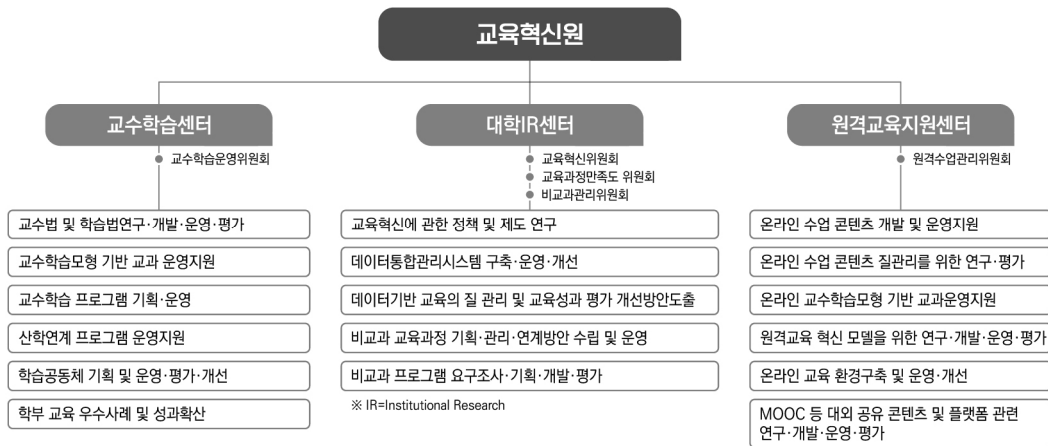 교육혁신원
교수학습센터
교수학습운영위원회
교수법 및 학습법연구·개발·운영·평가
교수학습모형 기반 교과 운영지원
교수학습 프로그램 기획·운영
산학연계 프로그램 운영지원
학습공동체 기획 및 운영·평가·개선
학부 교육 우수사례 및 성과확산
대학IR센터
교육혁신위원회
교육과정만족도 위원회
비교과관리위원회
교육혁신에 관한 정책 및 제도 연구
데이터통합관리시스템 구축·운영·개선
데이터기반 교육의 질 관리 및 교육성과 평가 개선방안도출
비교과 교육과정 기획·관리·연계방안 수립 및 운영
비교과 프로그램 요구조사·기획·개발·평가
※ IR=Institutional Research
원격교육지원센터
원격수업관리위원회
온라인 수업 콘텐츠 개발 및 운영지원
온라인 수업 콘텐츠 질관리를 위한 연구·평가
온라인 교수학습모형 기반 교과운영지원
원격교육 혁신 모델을 위한 연구·개발·운영·평가
온라인 교육 환경구축 및 운영·개선
MOOC 등 대외 공유 콘텐츠 및 플랫폼 관련
연구·개발·운영·평가